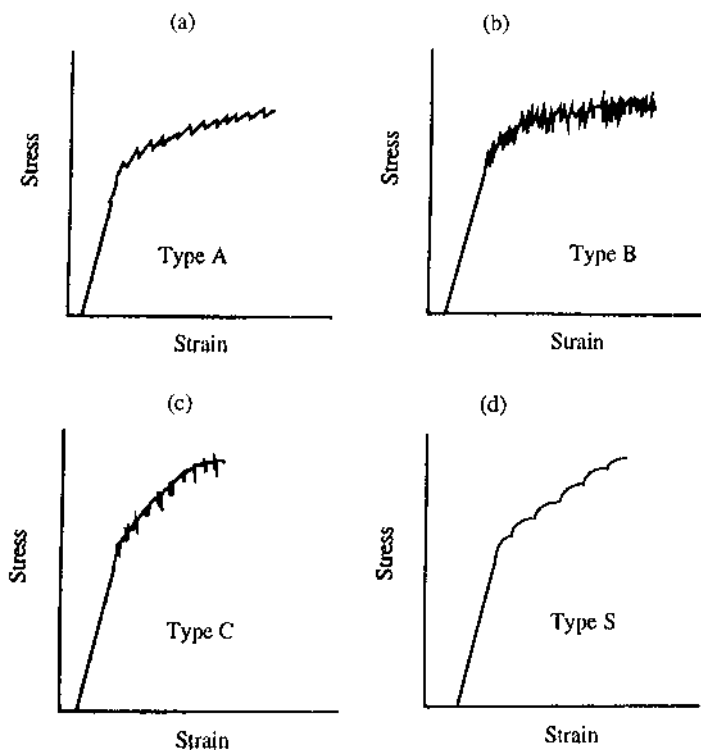 (a)
Stress
Type A
Strain
(b)
Stress
Type B
Strain
(c)
Stress
Type C
Strain
(d)
Stress
Type S
Strain